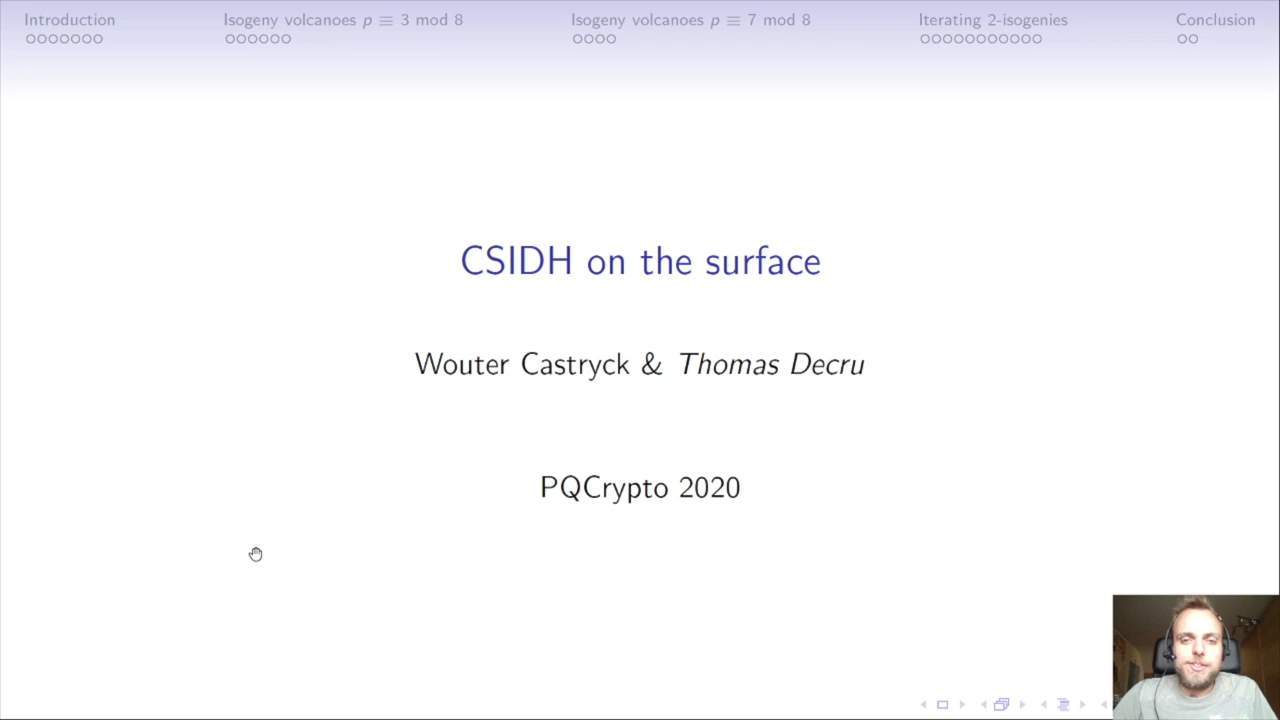 Introduction
Isogeny volcanoes p ≡ 3 mod 8
Isogeny volcanoes p ≡ 7 mod 8
Iterating 2-isogenies
Conclusion
CSIDH on the surface
Wouter Castryck & Thomas Decru
PQCrypto 2020